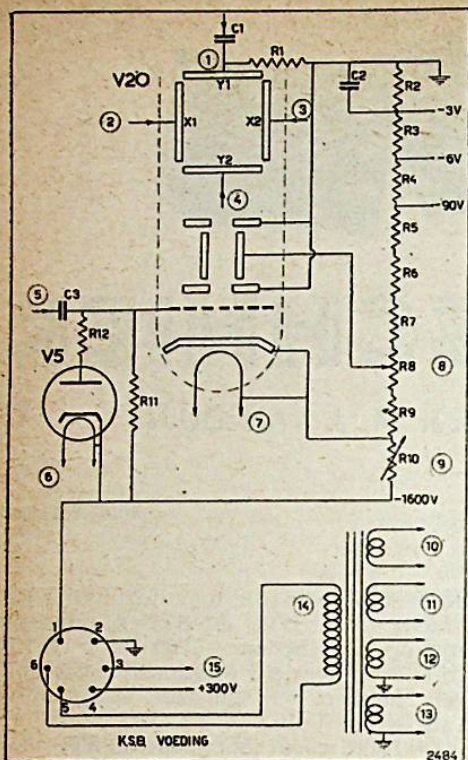 C1
1
R1
V20
Y1
C2
R2
2
X1
X2
3
-3V
R3
Y2
-6V
R4
4
-90V
R5
R6
5
C3
R7
R12
V5
R8
8
R11
R9
7
R10
9
6
-1600V
10
14
11
1
2
6
3
15
12
5
4
+300V
13
K.S.B. VOEDING
2484